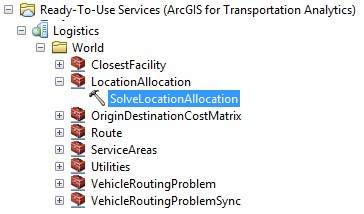 Ready-To-Use Services (ArcGIS for Transportation Analytics)
Logistics
World
ClosestFacility
LocationAllocation
SolveLocationAllocation
OriginDestinationCostMatrix
Route
ServiceAreas
Utilities
VehicleRoutingProblem
VehicleRoutingProblemSync